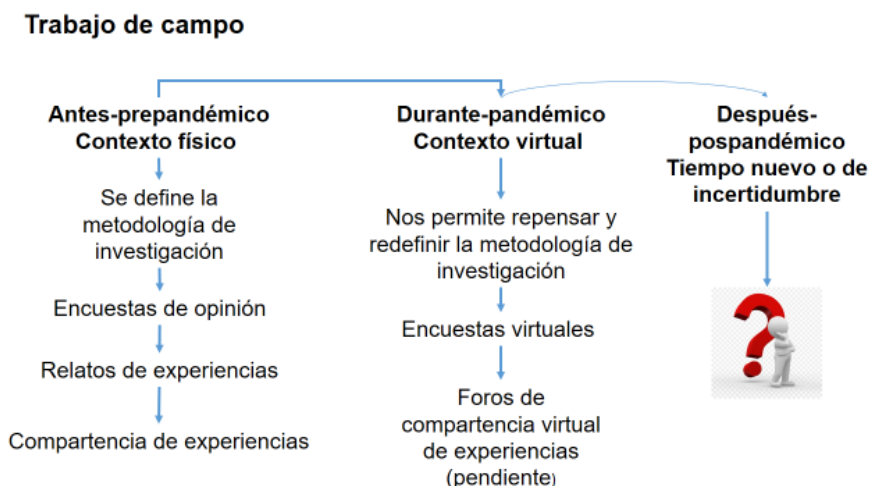 Trabajo de campo
Antes-prepandémico
Contexto físico
Se define la
metodología de
investigación
Encuestas de opinión
Relatos de experiencias
Compartencia de experiencias
Durante-pandémico
Contexto virtual
Nos permite repensar y
redefinir la metodología de
investigación
Encuestas virtuales
Foros de
compartencia virtual
de experiencias
(pendiente)
Después-
pospandémico
Tiempo nuevo o de
incertidumbre
?